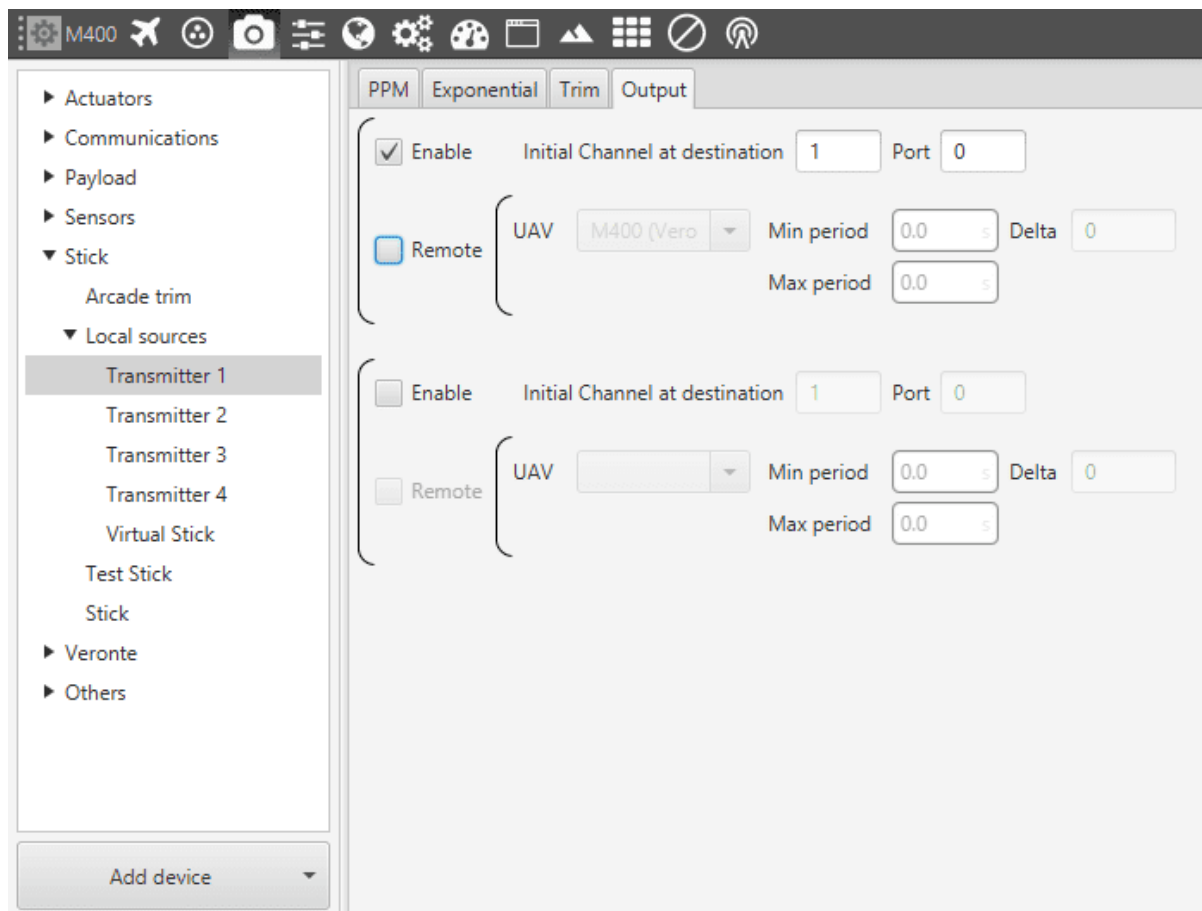 M400
Actuators
Communications
Payload
Sensors
Stick
Arcade trim
Local sources
Transmitter 1
Transmitter 2
Transmitter 3
Transmitter 4
Virtual Stick
Test Stick
Stick
Veronte
Others
Add device
PPM Exponential Trim Output
Enable Initial Channel at destination 1 Port 0
Remote UAV M400 (Vero Min period 0.0 s Delta 0
Max period 0.0 s
Enable Initial Channel at destination 1 Port 0
Remote UAV Min period 0.0 s Delta 0
Max period 0.0 s